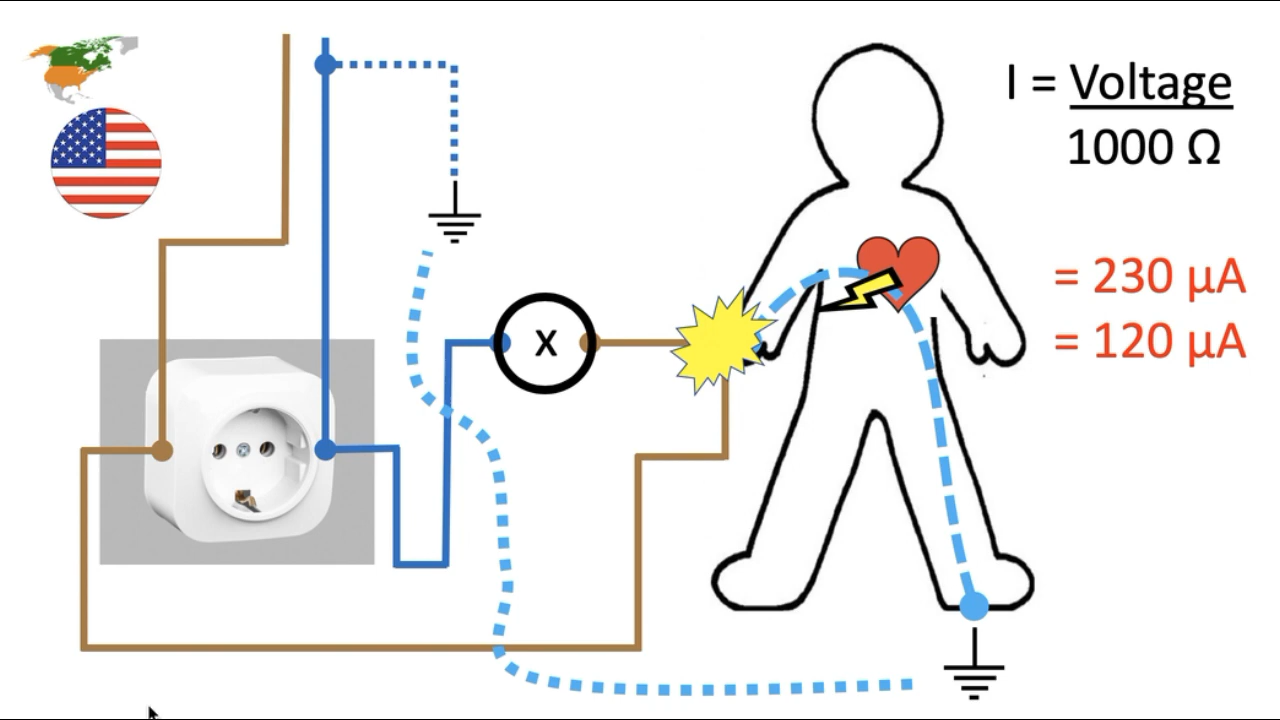 I = Voltage
1000 Ω
= 230 μA
= 120 μA
X